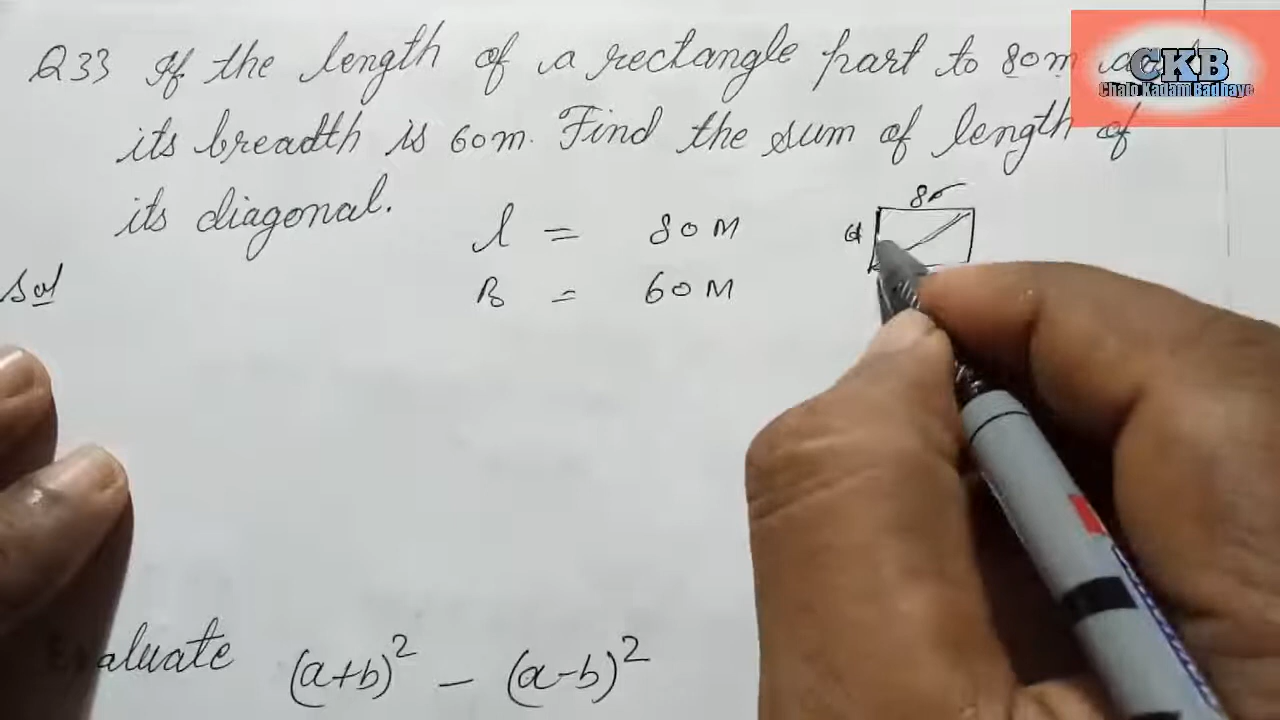 Q33 If the length of a rectangle part to 80m
its breadth is 60m. Find the sum of length of
its diagonal.
CKB
Chalo Kadam Badhaye
Sol
l = 80 M
B = 60 M
80
Evaluate (a+b)² - (a-b)²